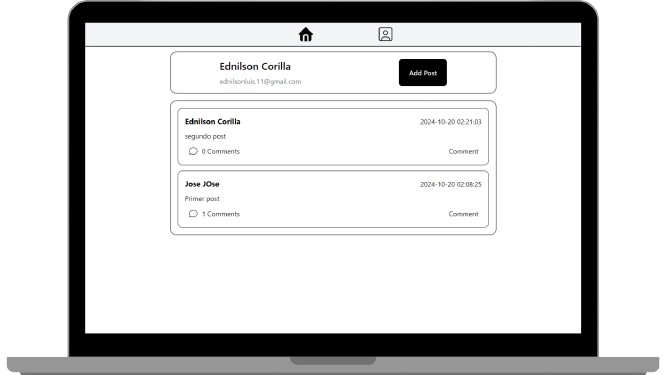 Ednilson Corilla
ednilsonluis.11@gmail.com
Add Post
Ednilson Corilla 2024-10-20 02:21:03
segundo post
0 Comments Comment
Jose JOse 2024-10-20 02:08:25
Primer post
1 Comments Comment